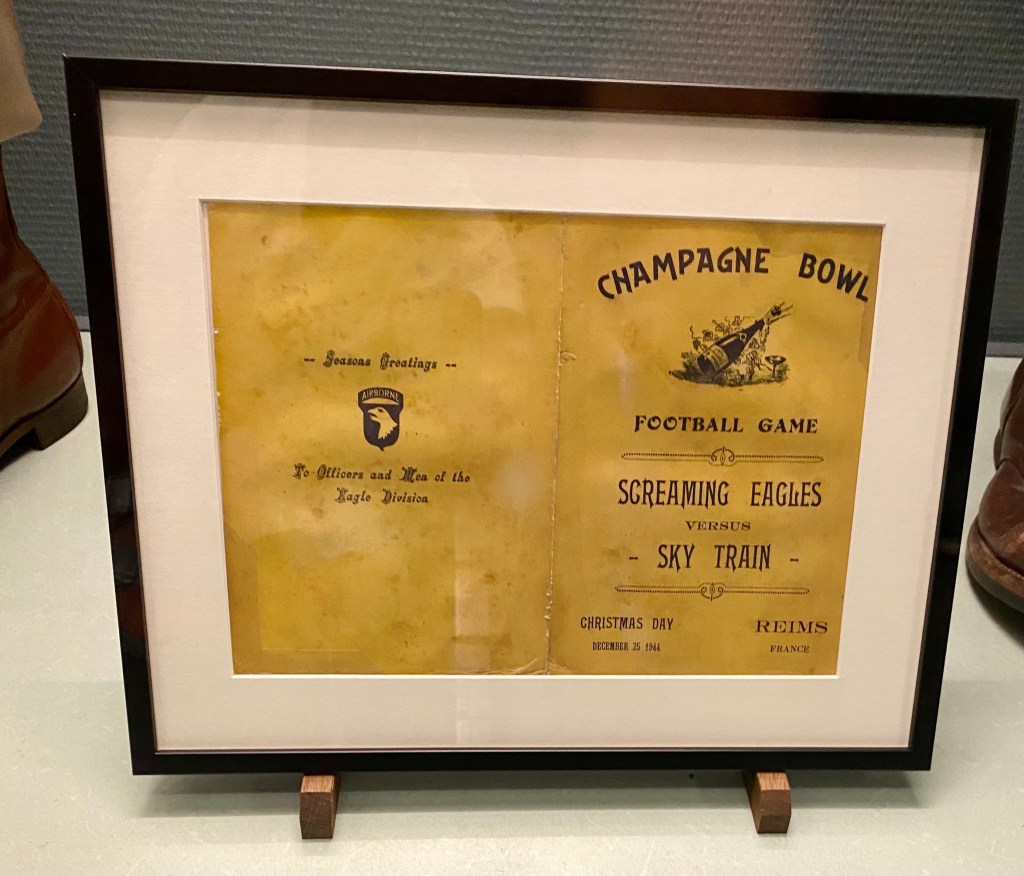 -- Seasons Greetings --
AIRBORNE
To Officers and Men of the
Eagle Division
CHAMPAGNE BOWL
FOOTBALL GAME
SCREAMING EAGLES
VERSUS
- SKY TRAIN -
CHRISTMAS DAY
DECEMBER 25 1944
REIMS
FRANCE